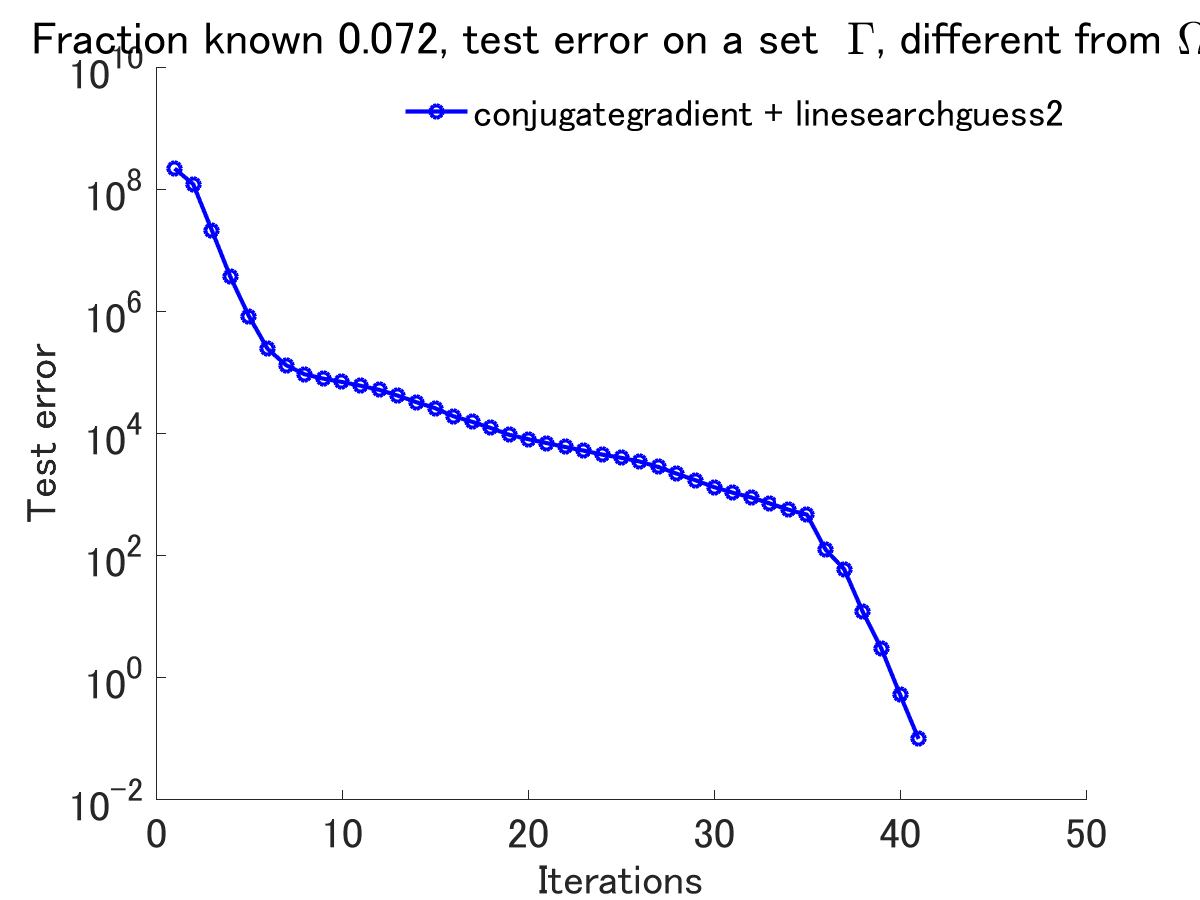 Fraction known 0.072, test error on a set Γ, different from Ω
conjugategradient + linesearchguess2
10^10
10^8
10^6
10^4
10^2
10^0
10^-2
Test error
0 10 20 30 40 50
Iterations